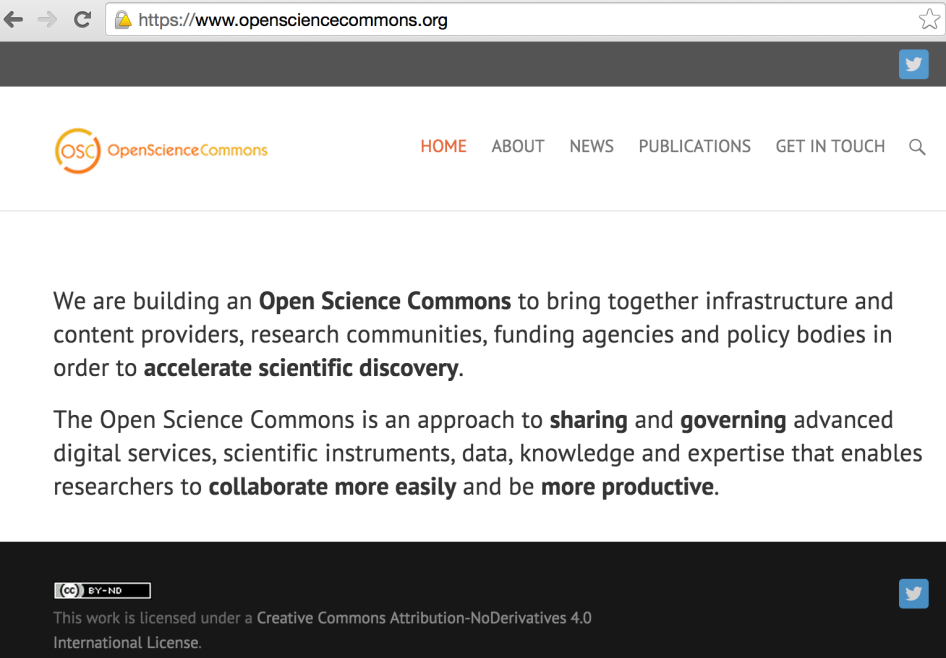 https://www.opensciencecommons.org
OSC OpenScienceCommons
HOME ABOUT NEWS PUBLICATIONS GET IN TOUCH
We are building an Open Science Commons to bring together infrastructure and
content providers, research communities, funding agencies and policy bodies in
order to accelerate scientific discovery.
The Open Science Commons is an approach to sharing and governing advanced
digital services, scientific instruments, data, knowledge and expertise that enables
researchers to collaborate more easily and be more productive.
cc BY-ND
This work is licensed under a Creative Commons Attribution-NoDerivatives 4.0
International License.